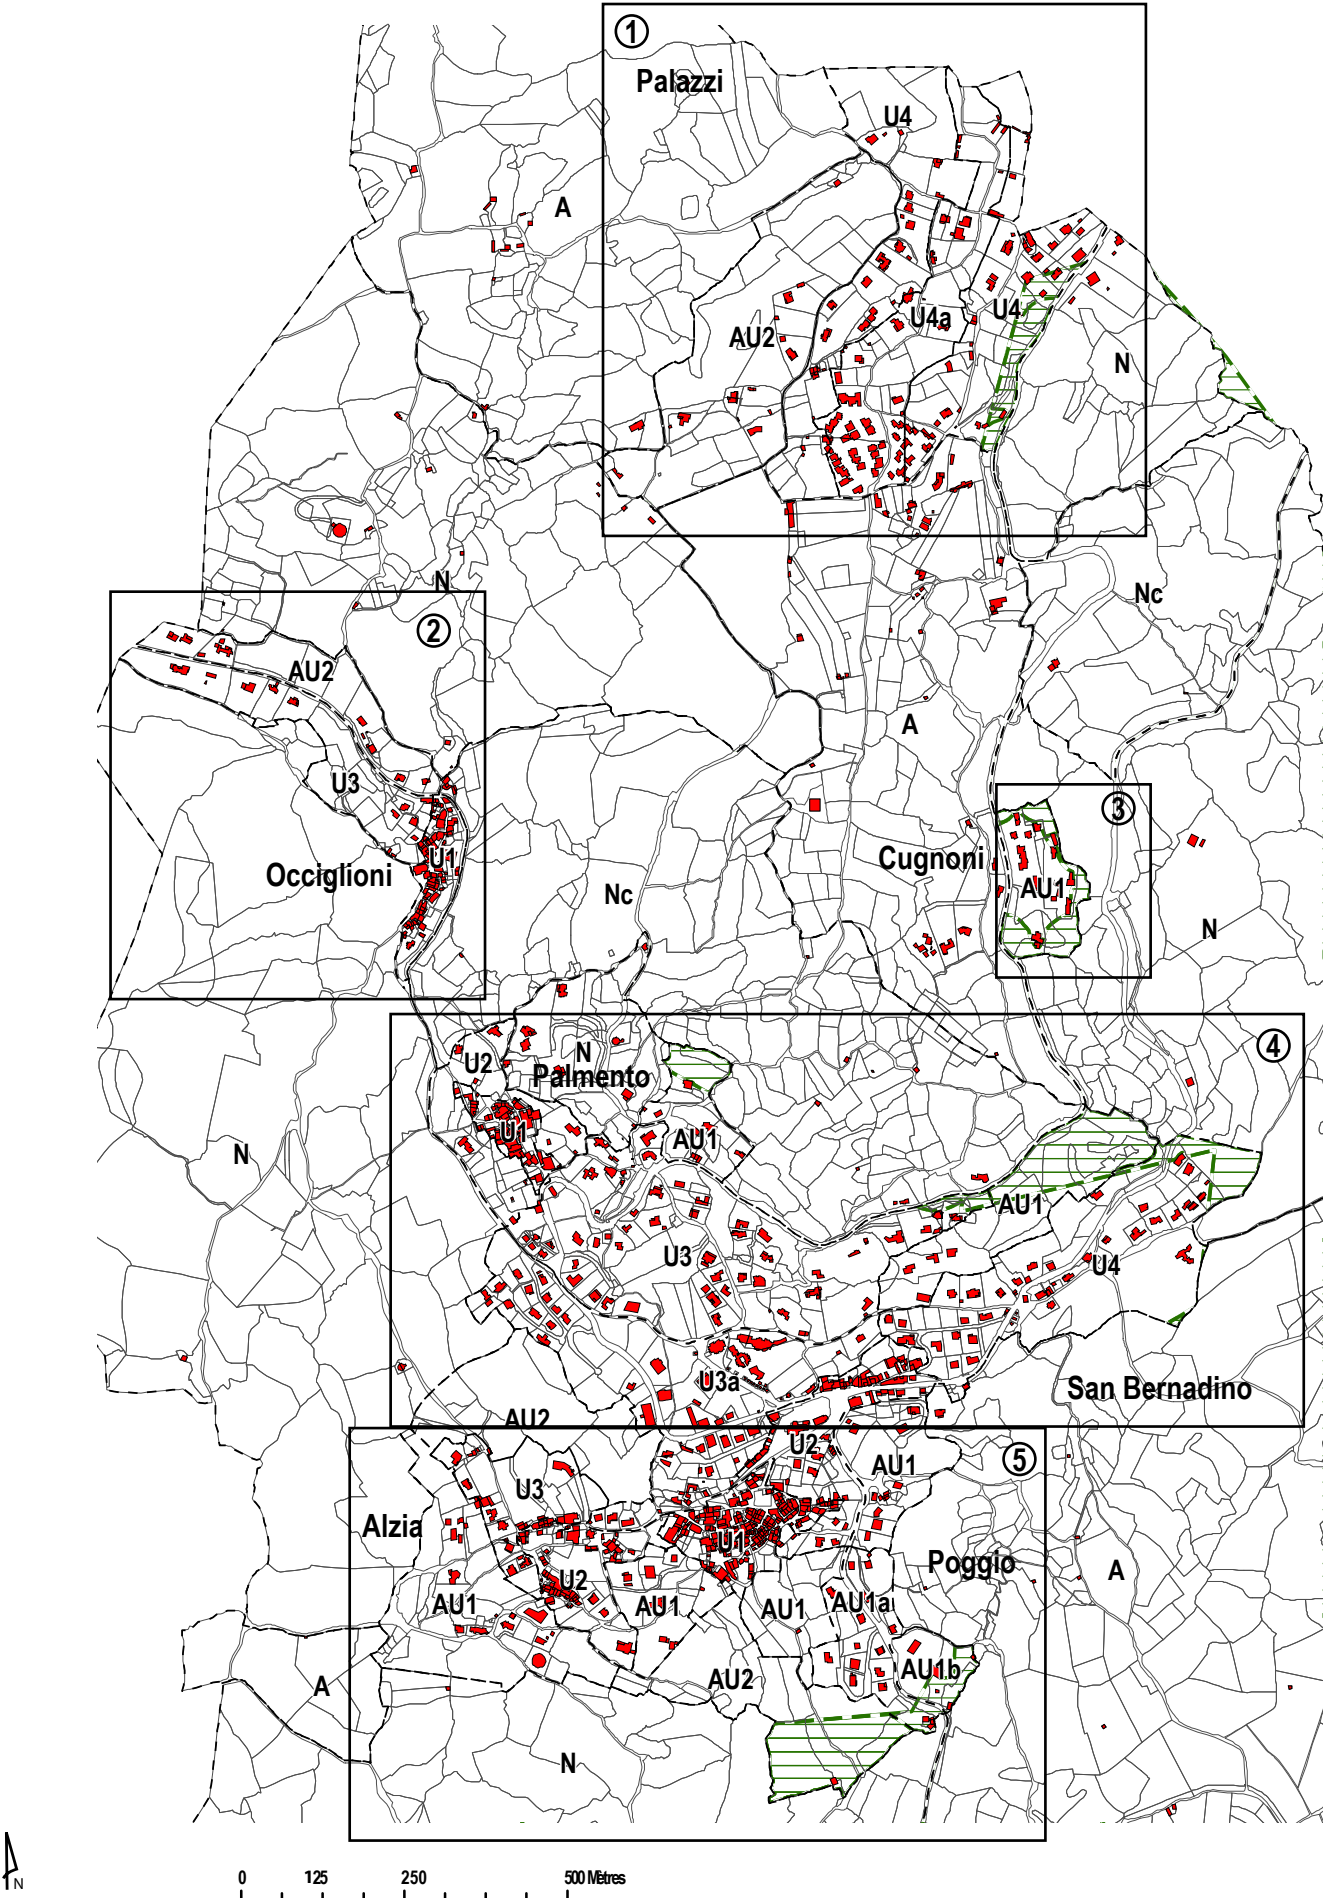 ①
Palazzi
U4
A
U4a
U4
AU2
N
N
Nc
②
AU2
A
U3
③
U1
Cugnoni
Occiglioni
AU1
Nc
N
④
N
U2
Palmento
U1
AU1
N
AU1
U3
U4
U3a
San Bernadino
AU2
U2
⑤
AU1
U3
Alzia
U1
Poggio
A
U2
AU1
AU1
AU1
AU1a
AU1b
AU2
A
N
N
0 125 250 500 Mètres